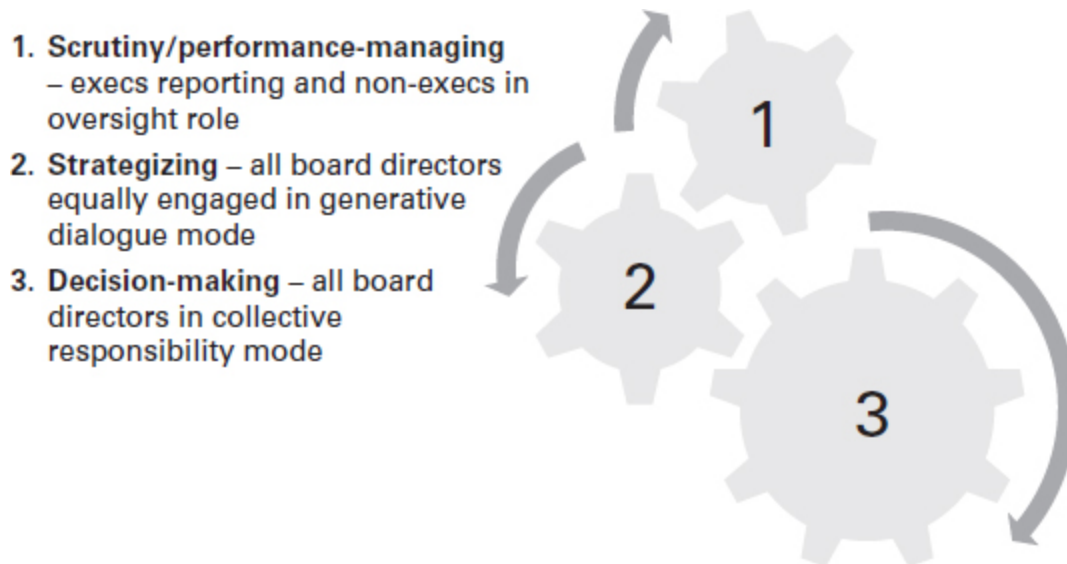 1. Scrutiny/performance-managing
– execs reporting and non-execs in
oversight role
2. Strategizing – all board directors
equally engaged in generative
dialogue mode
3. Decision-making – all board
directors in collective
responsibility mode
1
2
3